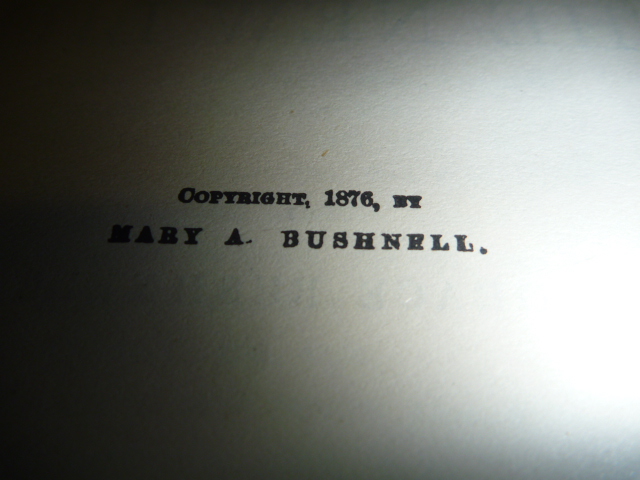 COPYRIGHT, 1876, BY
MARY A. BUSHNELL.